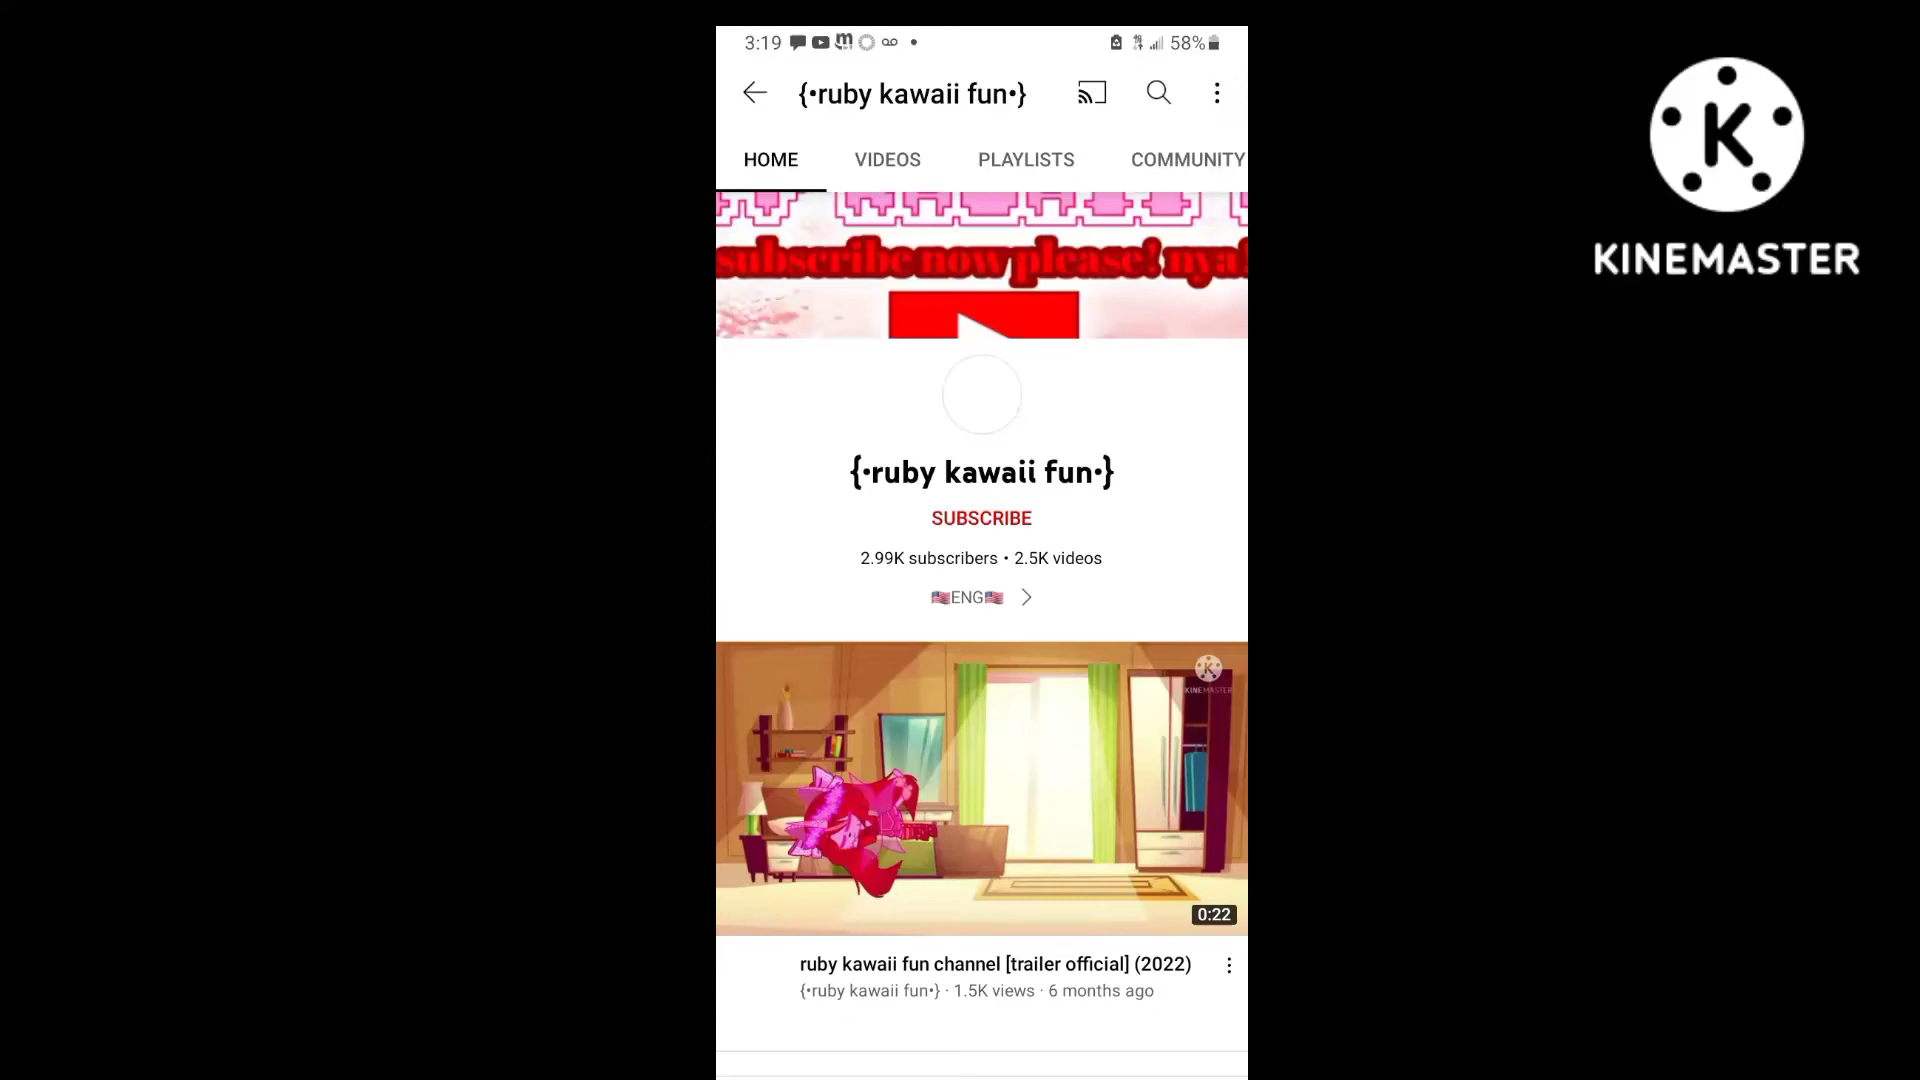 3:19 58%
{•ruby kawaii fun•}
HOME VIDEOS PLAYLISTS COMMUNITY
subscribe now please! nya!
{•ruby kawaii fun•}
SUBSCRIBE
2.99K subscribers • 2.5K videos
🇺🇸ENG🇺🇸
K
KINEMASTER
0:22
ruby kawaii fun channel [trailer official] (2022)
{•ruby kawaii fun•} · 1.5K views · 6 months ago
K
KINEMASTER